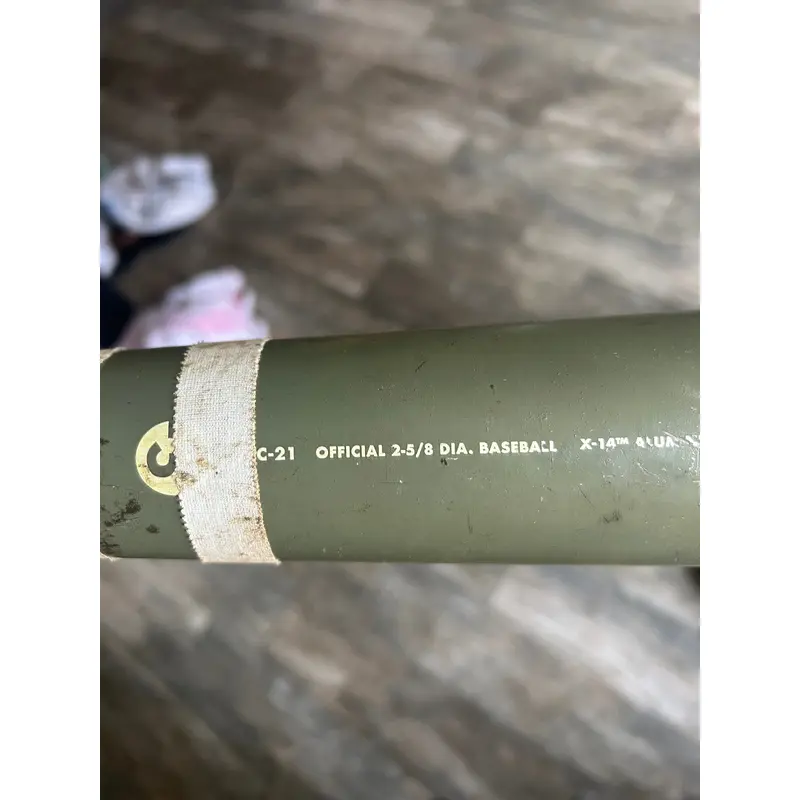 C-21 OFFICIAL 2-5/8 DIA. BASEBALL X-14™